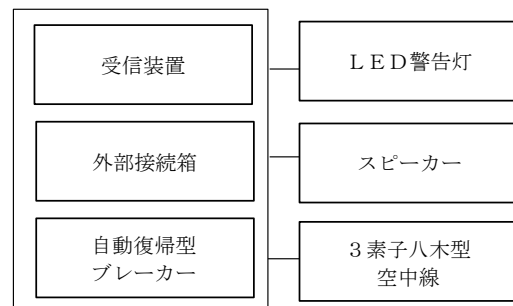 受信装置
ＬＥＤ警告灯
外部接続箱
スピーカー
自動復帰型
ブレーカー
３素子八木型
空中線